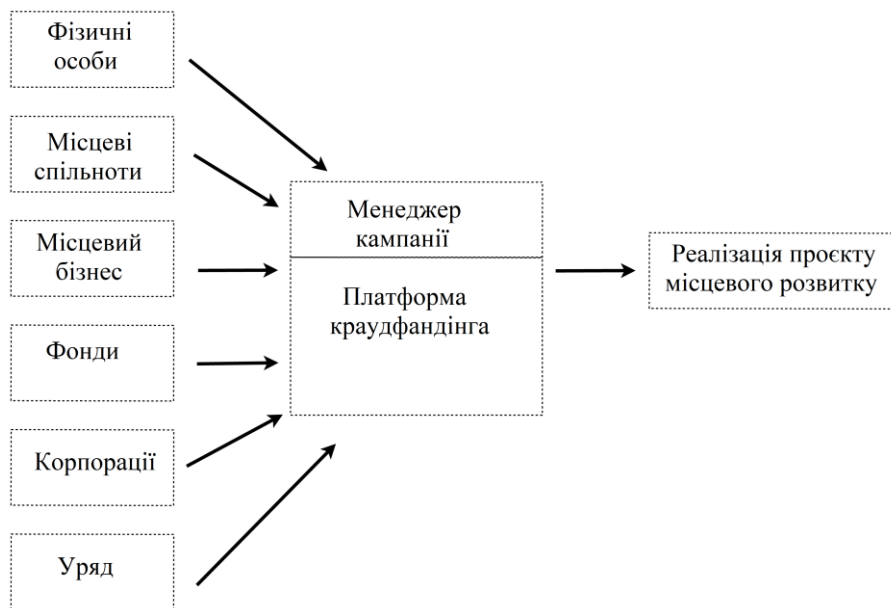 Фізичні
особи
Місцеві
спільноти
Місцевий
бізнес
Фонди
Корпорації
Уряд
Менеджер
кампанії
Платформа
краудфандінга
Реалізація проєкту
місцевого розвитку